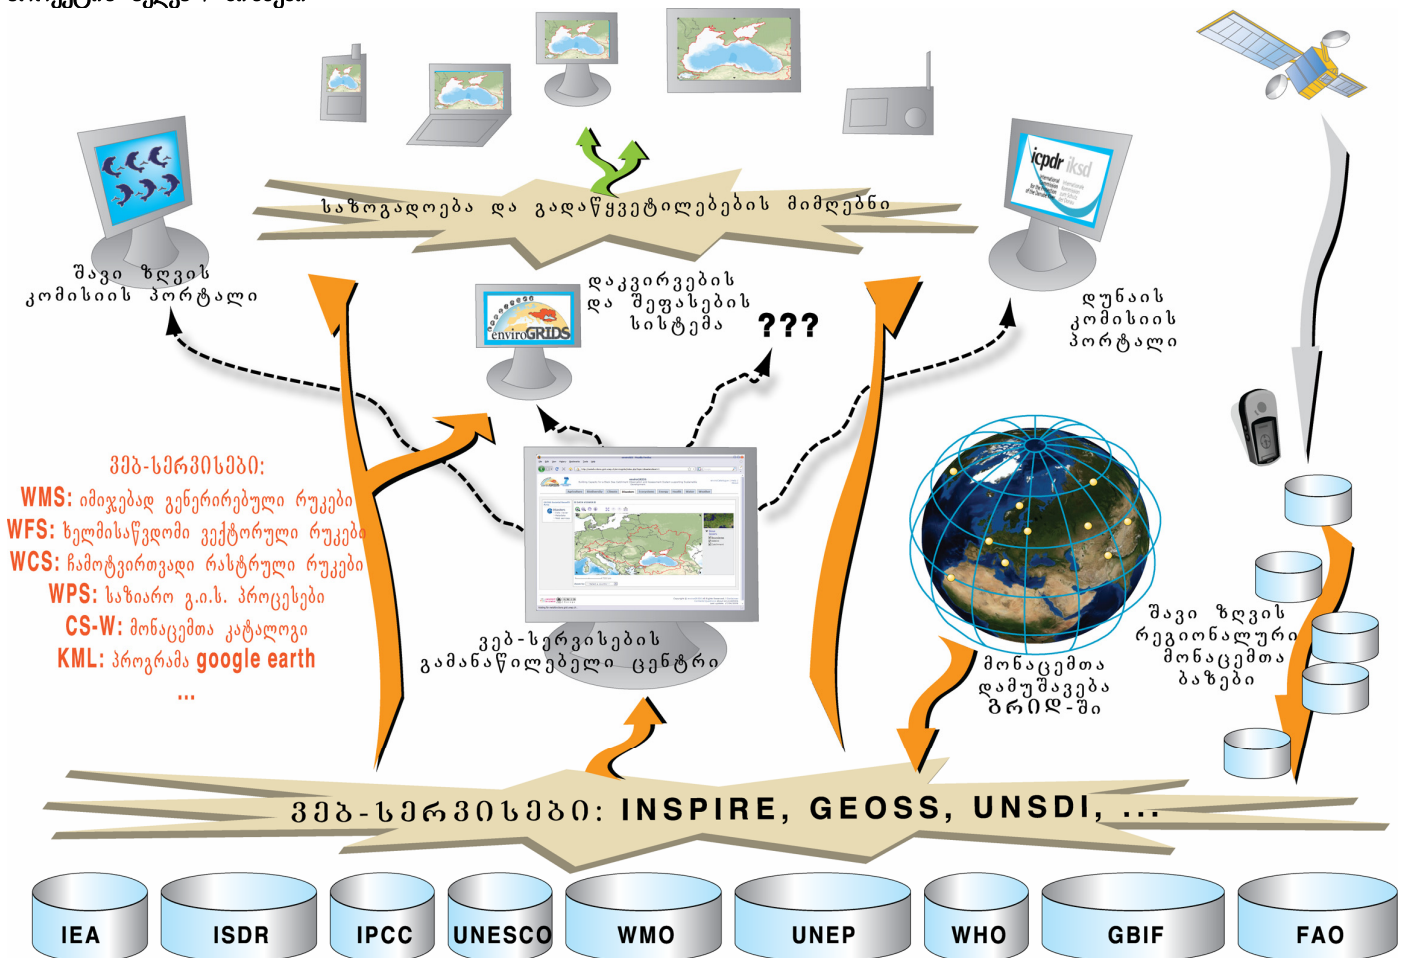 საზოგადოება და გადაწყვეტილებების მიმღებნი
icpdr iksd
შავი ზღვის
კომისიის პორტალი
დაკვირვების
და შეფასების
სისტემა
???
enviroGRIDS
დუნაის
კომისიის
პორტალი
ვებ-სერვისები:
WMS: იმიჯებად გენერირებული რუკები
WFS: ხელმისაწვდომი ვექტორული რუკები
WCS: ჩამოტვირთვადი რასტრული რუკები
WPS: საზიარო გ.ი.ს. პროცესები
CS-W: მონაცემთა კატალოგი
KML: პროგრამა google earth
...
ვებ-სერვისების
გამანაწილებელი ცენტრი
მონაცემთა
დამუშავება
გრიდ-ში
შავი ზღვის
რეგიონალური
მონაცემთა
ბაზები
ვებ-სერვისები: INSPIRE, GEOSS, UNSDI, ...
IEA
ISDR
IPCC
UNESCO
WMO
UNEP
WHO
GBIF
FAO